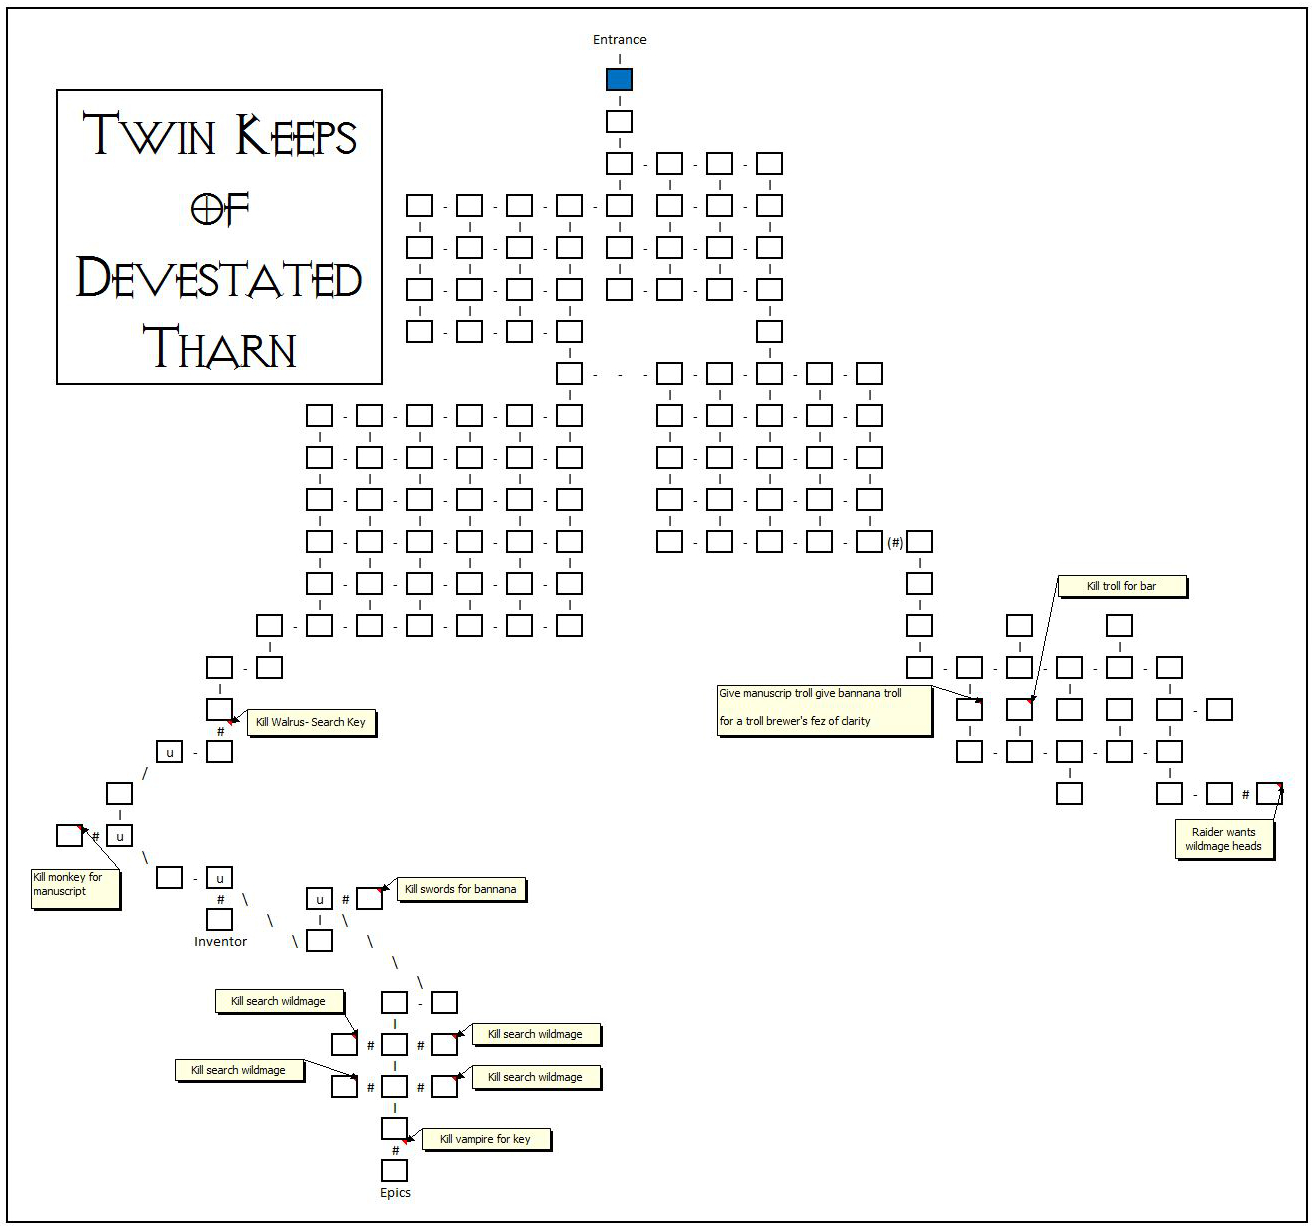 Entrance
TWIN KEEPS
OF
DEVESTATED
THARN
(#)
Kill troll for bar
Give manuscrip troll give bannana troll
for a troll brewer's fez of clarity
Kill Walrus- Search Key
#
u
#
Raider wants
wildmage heads
# u
Kill monkey for
manuscript
u
#
Inventor
u #
Kill swords for bannana
Kill search wildmage
# #
Kill search wildmage
Kill search wildmage
# #
Kill search wildmage
Kill vampire for key
#
Epics